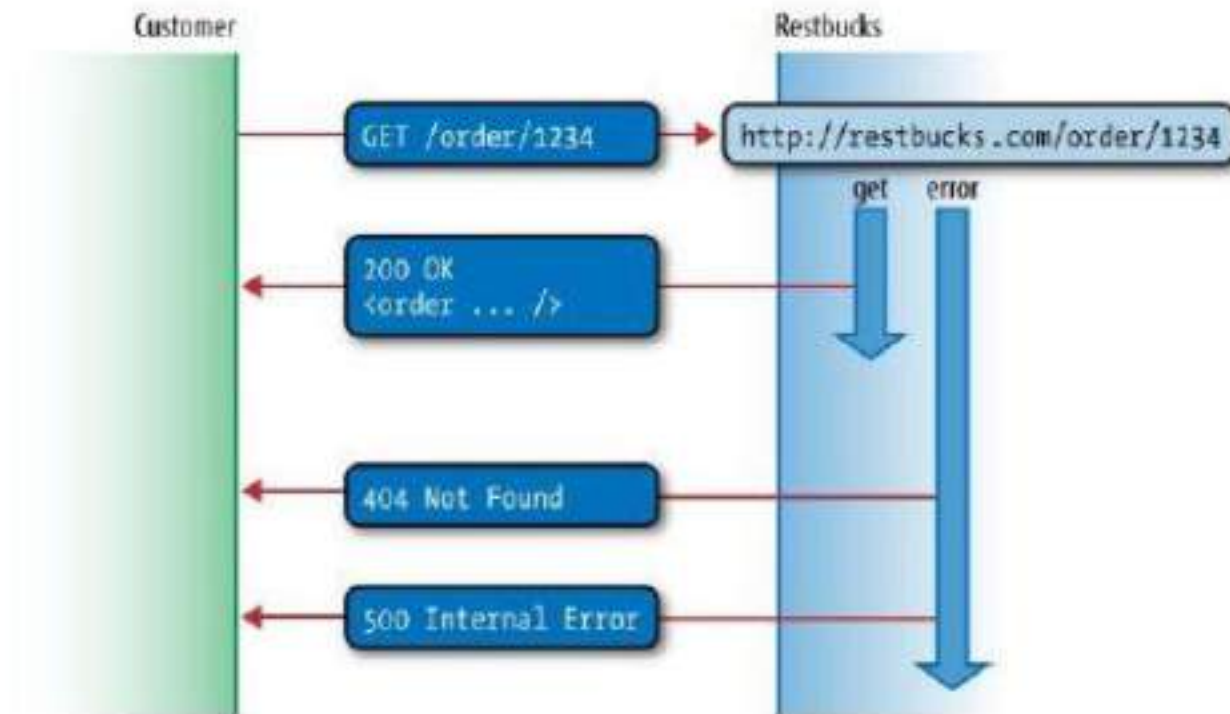 Customer
Restbucks
GET /order/1234
http://restbucks.com/order/1234
get
error
200 OK
<order ... />
404 Not Found
500 Internal Error